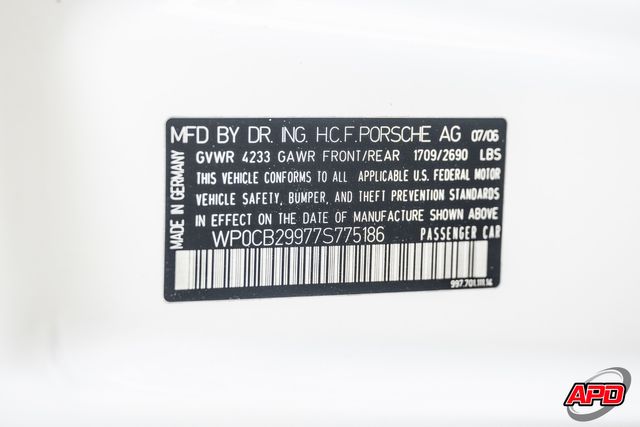 MFD BY DR. ING. H.C.F. PORSCHE AG 07/06
GVWR 4233 GAWR FRONT/REAR 1709/2690 LBS
THIS VEHICLE CONFORMS TO ALL APPLICABLE U.S. FEDERAL MOTOR
VEHICLE SAFETY, BUMPER, AND THEFT PREVENTION STANDARDS
IN EFFECT ON THE DATE OF MANUFACTURE SHOWN ABOVE
WP0CB29977S775186 PASSENGER CAR
997.701.111.14
MADE IN GERMANY
APD